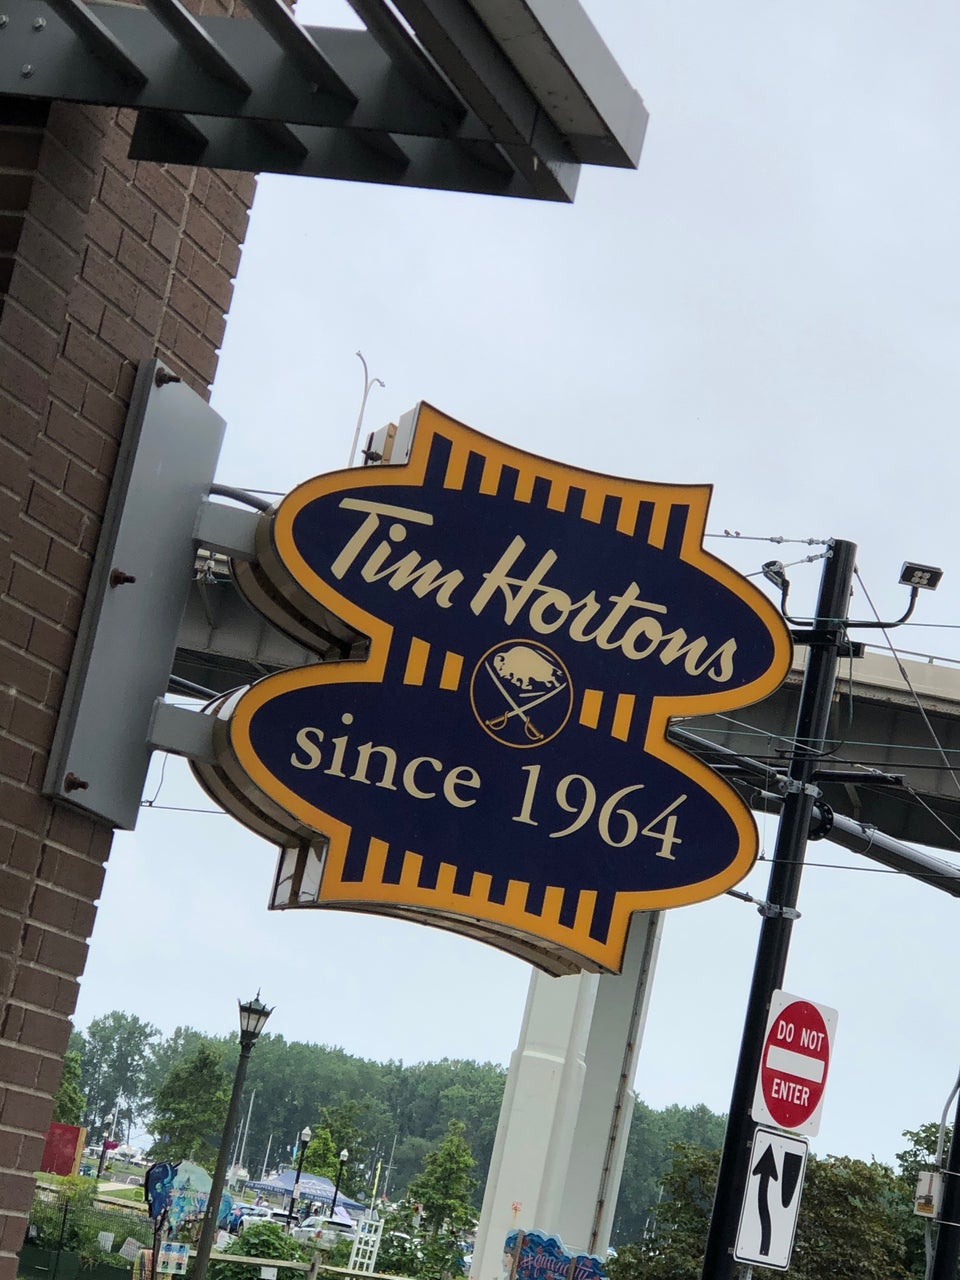 Tim Hortons
since 1964
DO NOT
ENTER